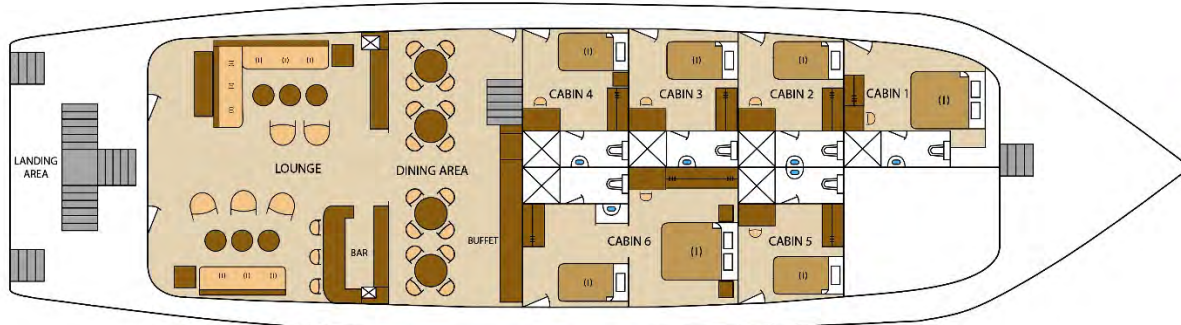 LANDING
AREA
LOUNGE
BAR
DINING AREA
BUFFET
CABIN 4
CABIN 3
CABIN 2
CABIN 1
CABIN 6
CABIN 5